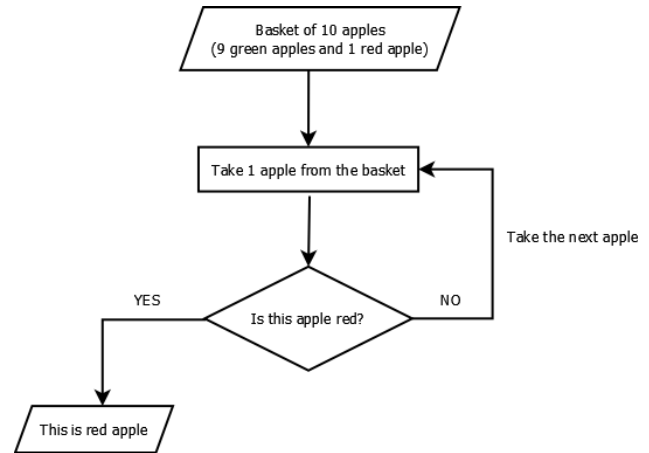 Basket of 10 apples
(9 green apples and 1 red apple)
Take 1 apple from the basket
Take the next apple
YES
NO
Is this apple red?
This is red apple